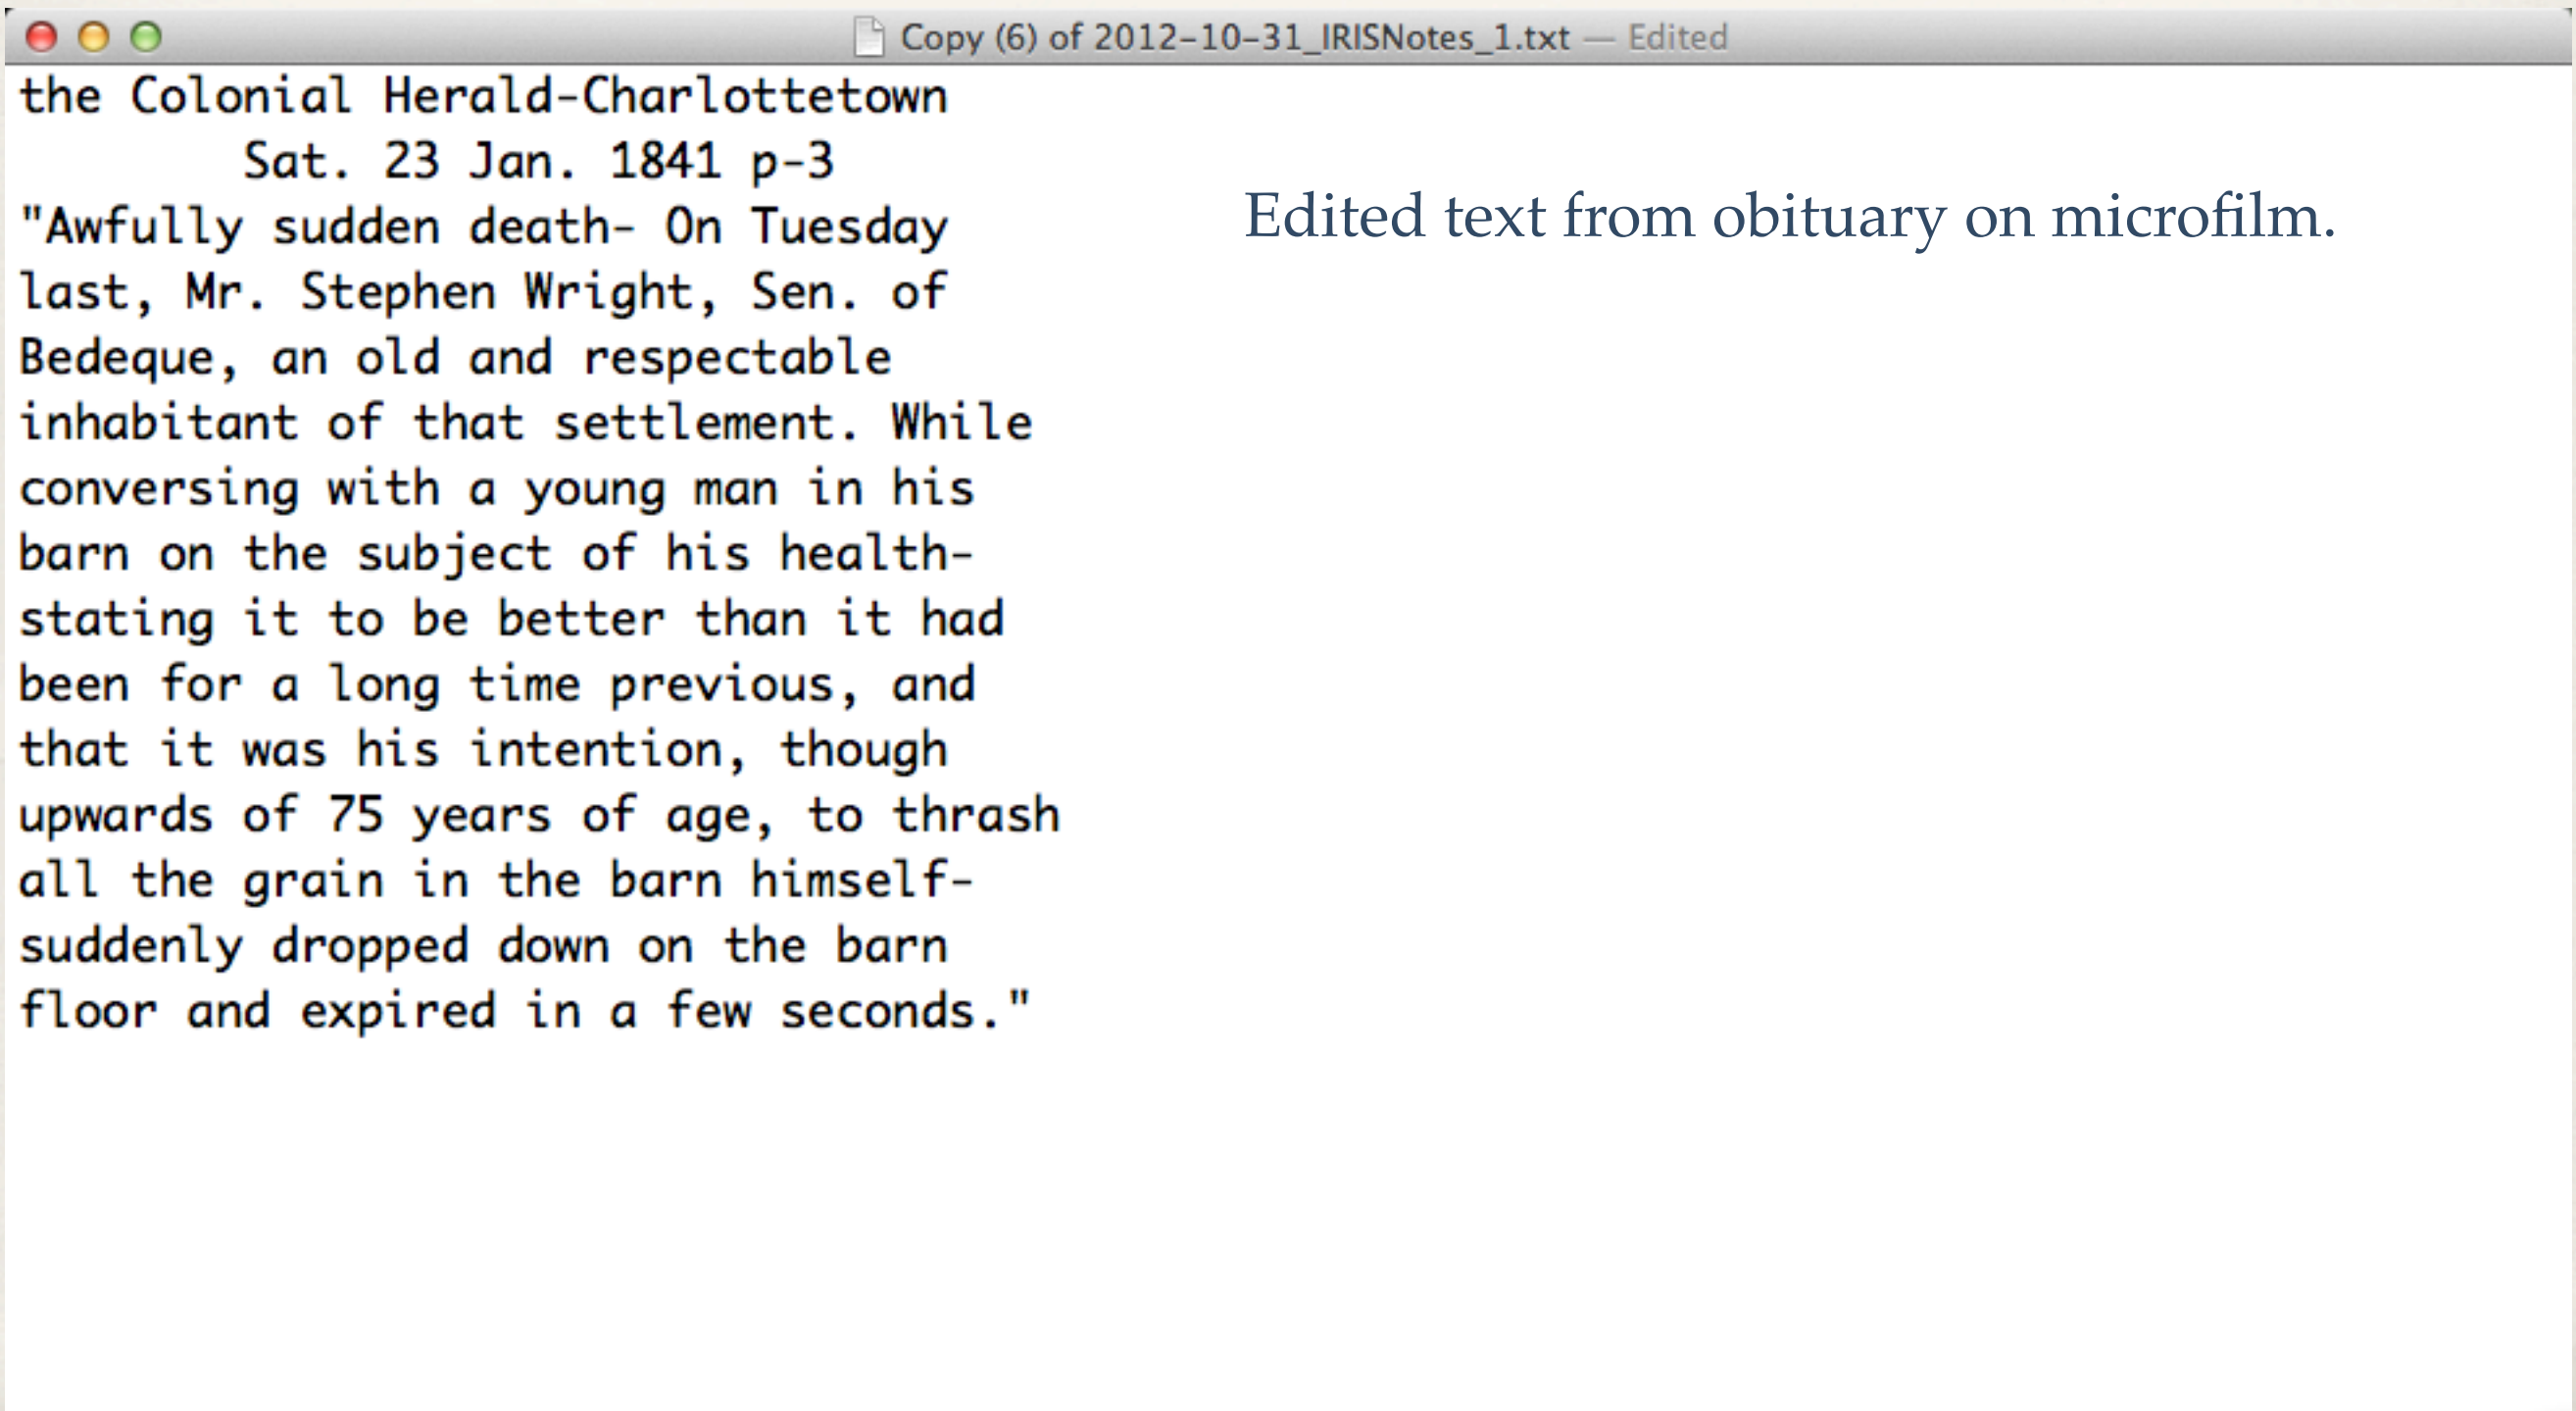 Copy (6) of 2012-10-31_IRISNotes_1.txt — Edited
the Colonial Herald-Charlottetown
Sat. 23 Jan. 1841 p-3
"Awfully sudden death- On Tuesday
last, Mr. Stephen Wright, Sen. of
Bedeque, an old and respectable
inhabitant of that settlement. While
conversing with a young man in his
barn on the subject of his health-
stating it to be better than it had
been for a long time previous, and
that it was his intention, though
upwards of 75 years of age, to thrash
all the grain in the barn himself-
suddenly dropped down on the barn
floor and expired in a few seconds."
Edited text from obituary on microfilm.